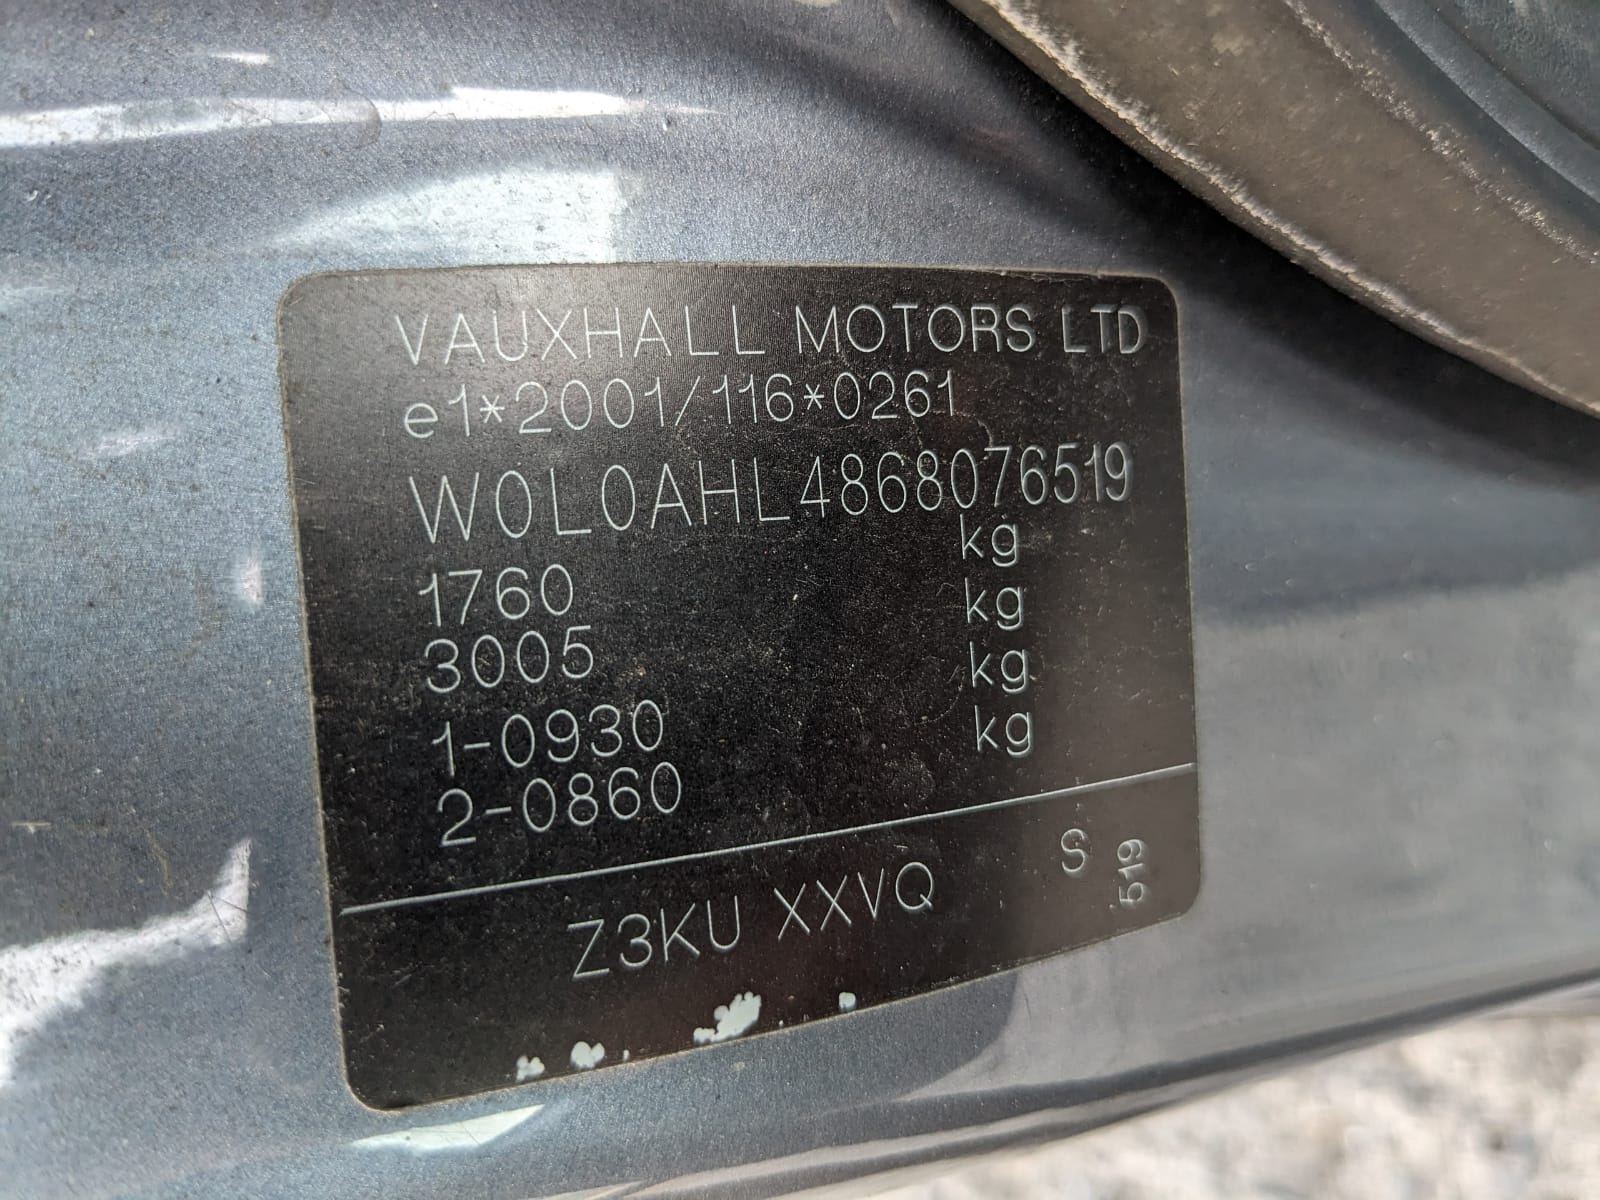 VAUXHALL MOTORS LTD
e1*2001/116*0261
W0L0AHL4868076519
1760 kg
3005 kg
1-0930 kg
2-0860 kg
Z3KU XXVQ S
519